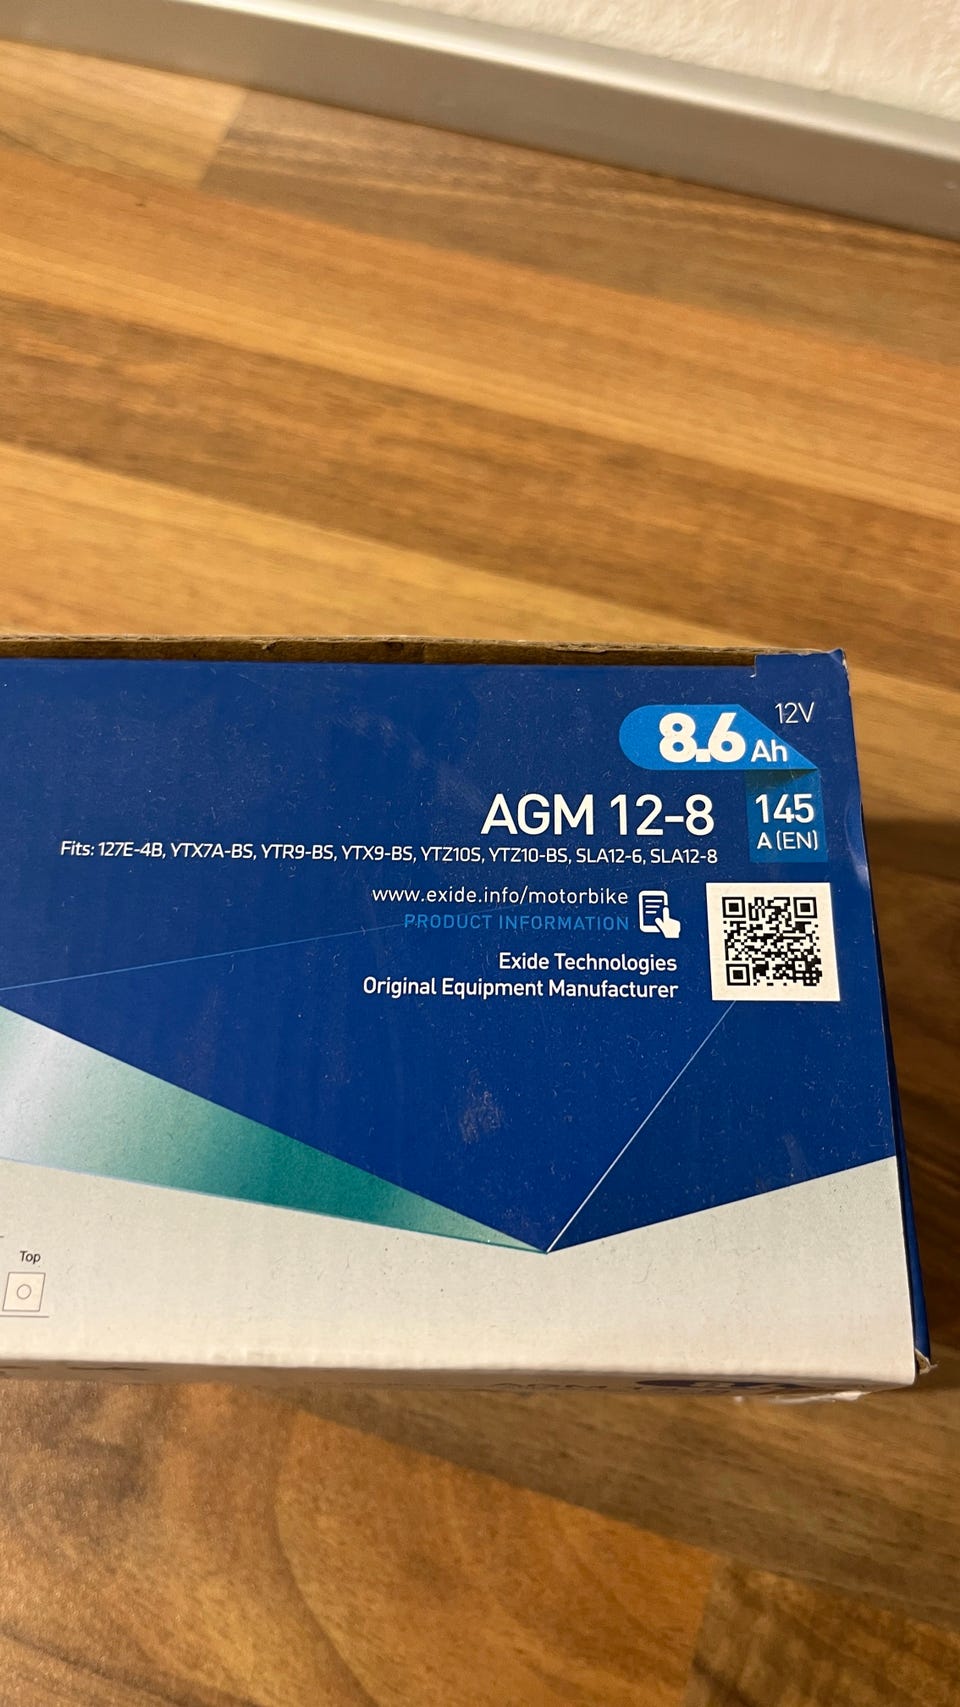 12V
8.6 Ah
AGM 12-8
145
A (EN)
Fits: 127E-4B, YTX7A-BS, YTR9-BS, YTX9-BS, YTZ10S, YTZ10-BS, SLA12-6, SLA12-8
www.exide.info/motorbike
PRODUCT INFORMATION
Exide Technologies
Original Equipment Manufacturer
Top